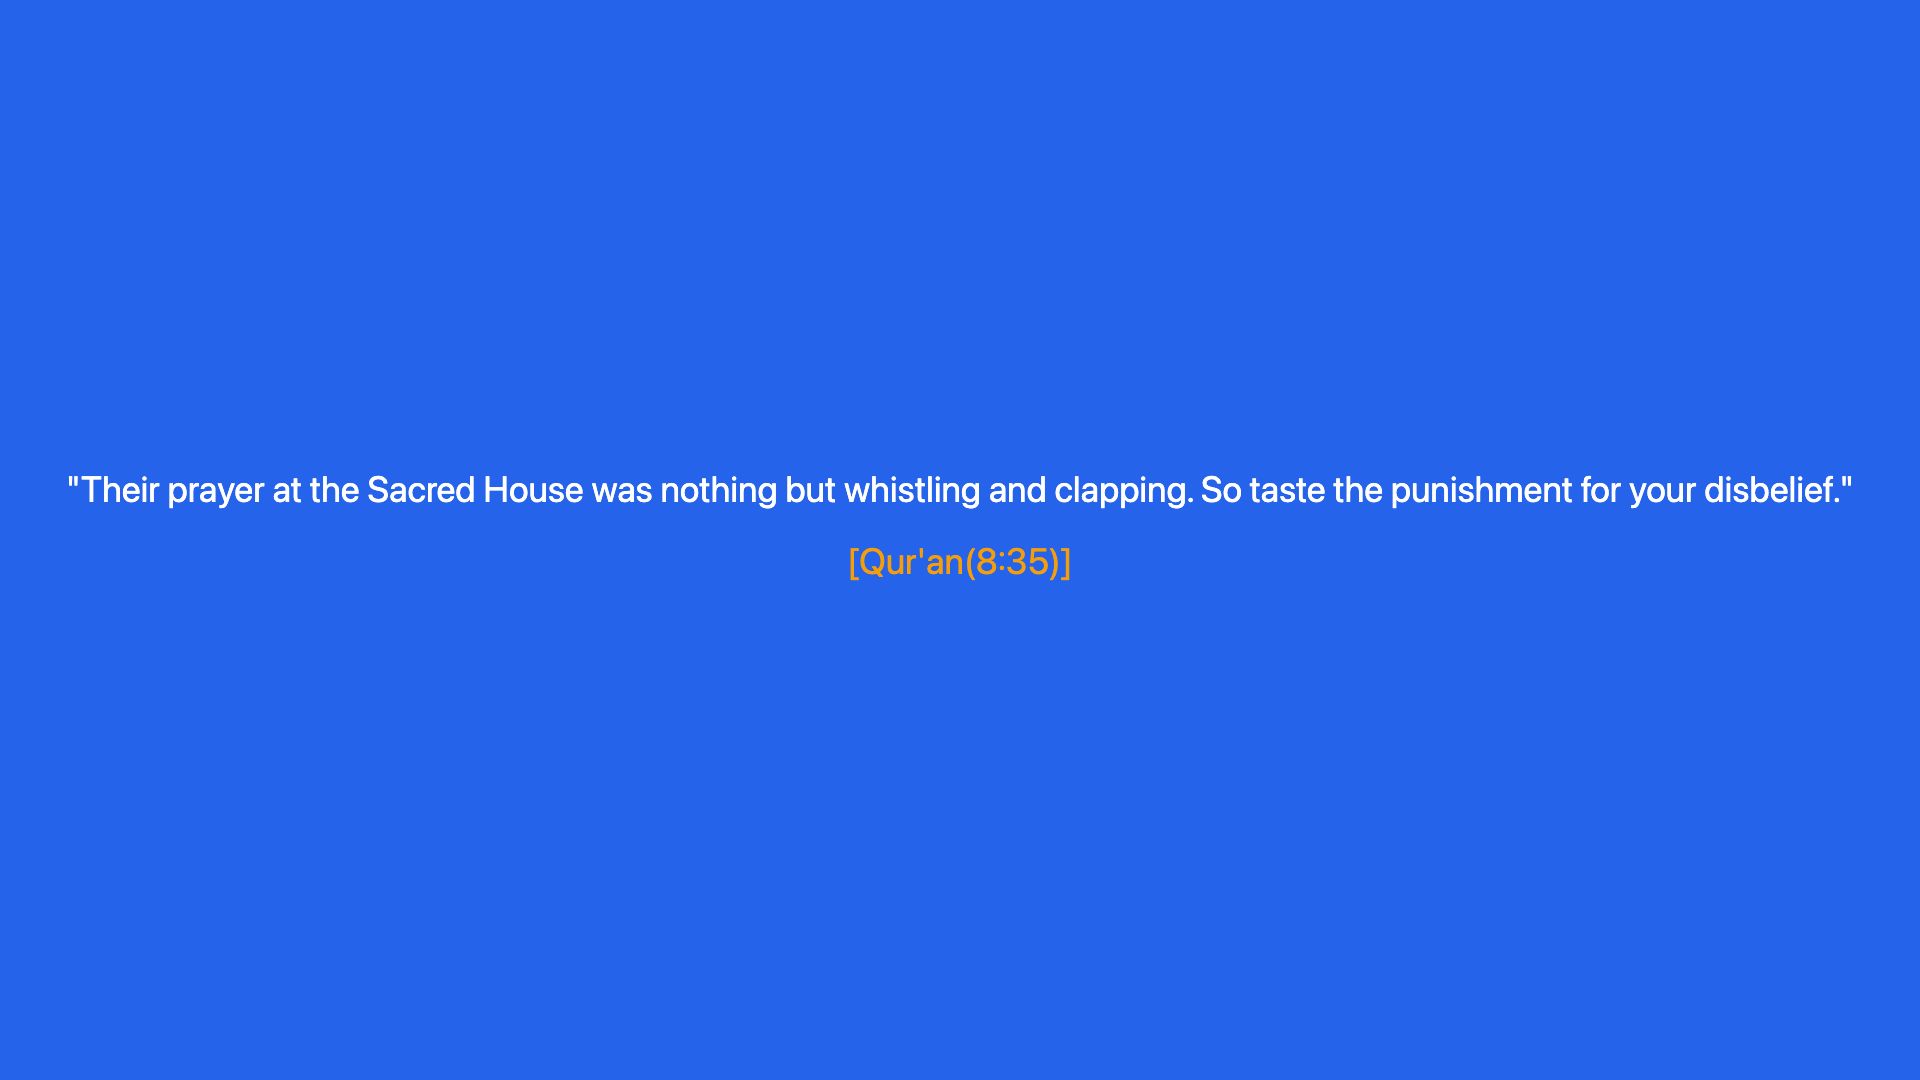 "Their prayer at the Sacred House was nothing but whistling and clapping. So taste the punishment for your disbelief."
[Qur'an(8:35)]